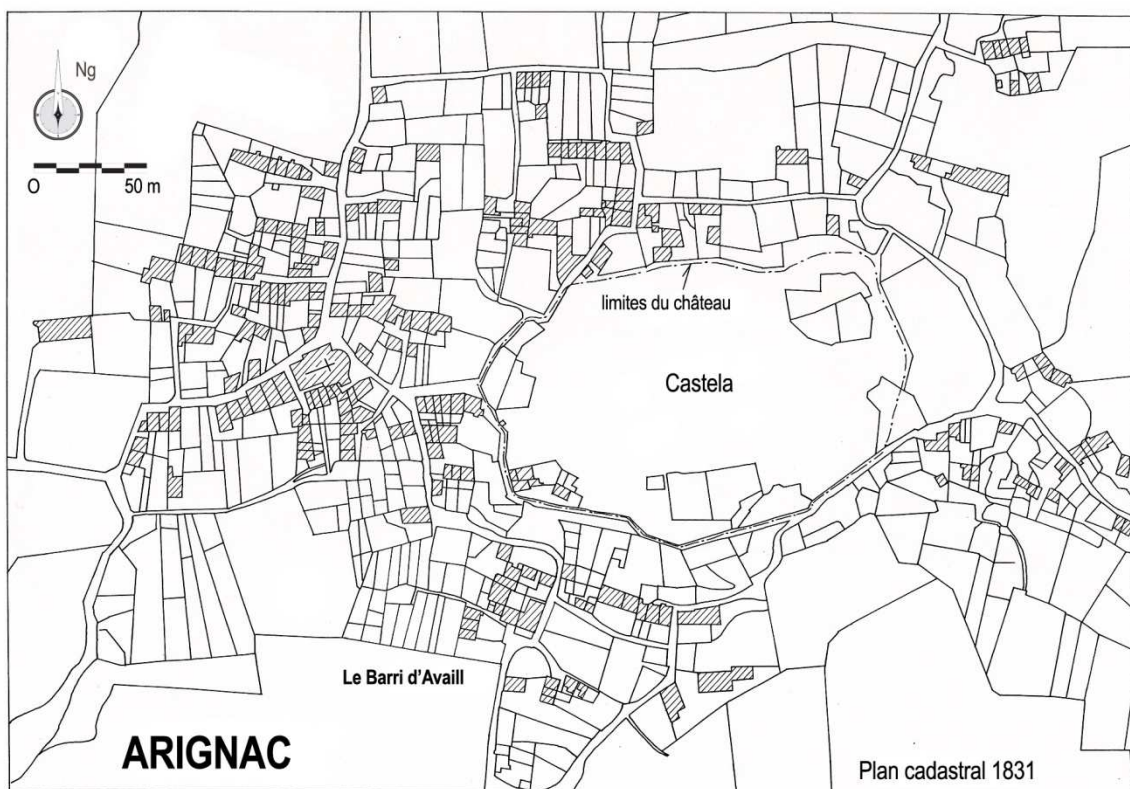 Ng
O 50 m
limites du château
Castela
Le Barri d'Availl
ARIGNAC
Plan cadastral 1831